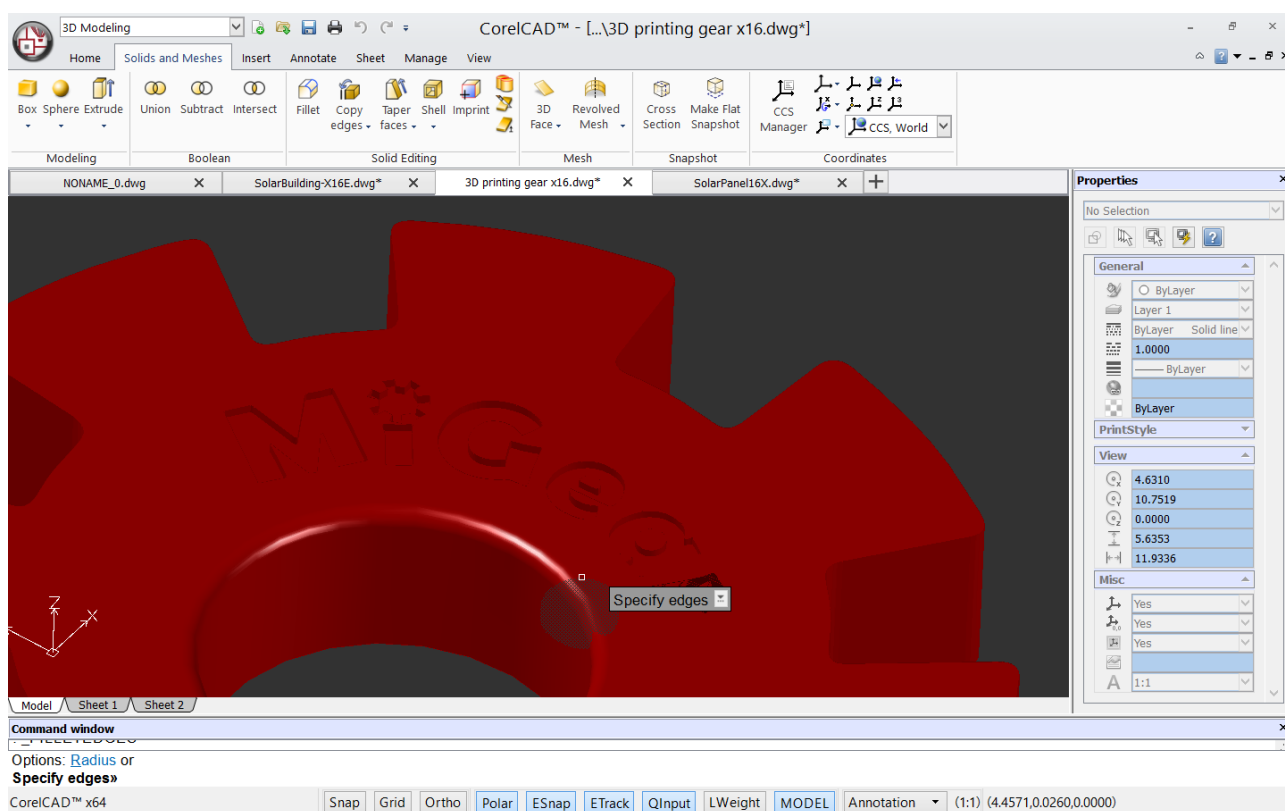 3D Modeling
CorelCAD™ - [...\3D printing gear x16.dwg*]
Home Solids and Meshes Insert Annotate Sheet Manage View
Box Sphere Extrude Union Subtract Intersect Fillet Copy edges Taper faces Shell Imprint 3D Face Revolved Mesh Cross Section Make Flat Snapshot CCS Manager CCS, World
Modeling Boolean Solid Editing Mesh Snapshot Coordinates
NONAME_0.dwg SolarBuilding-X16E.dwg* 3D printing gear x16.dwg* SolarPanel16X.dwg*
Properties
No Selection
General
ByLayer
Layer 1
ByLayer Solid line
1.0000
ByLayer
ByLayer
PrintStyle
View
4.6310
10.7519
0.0000
5.6353
11.9336
Misc
Yes
Yes
Yes
1:1
MiGear
Specify edges
Z
X
Model Sheet 1 Sheet 2
Command window
: _FILLETEDGES
Options: Radius or
Specify edges»
CorelCAD™ x64 Snap Grid Ortho Polar ESnap ETrack QInput LWeight MODEL Annotation (1:1) (4.4571,0.0260,0.0000)